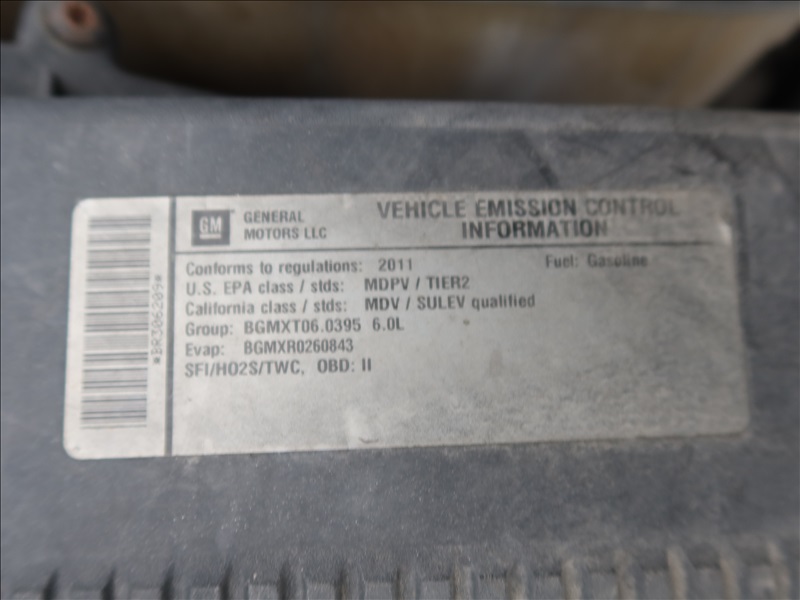 *BR306209*
GM
GENERAL
MOTORS LLC
VEHICLE EMISSION CONTROL
INFORMATION
Conforms to regulations: 2011 Fuel: Gasoline
U.S. EPA class / stds: MDPV / TIER2
California class / stds: MDV / SULEV qualified
Group: BGMXT06.0395 6.0L
Evap: BGMXR0260843
SFI/HO2S/TWC, OBD: II